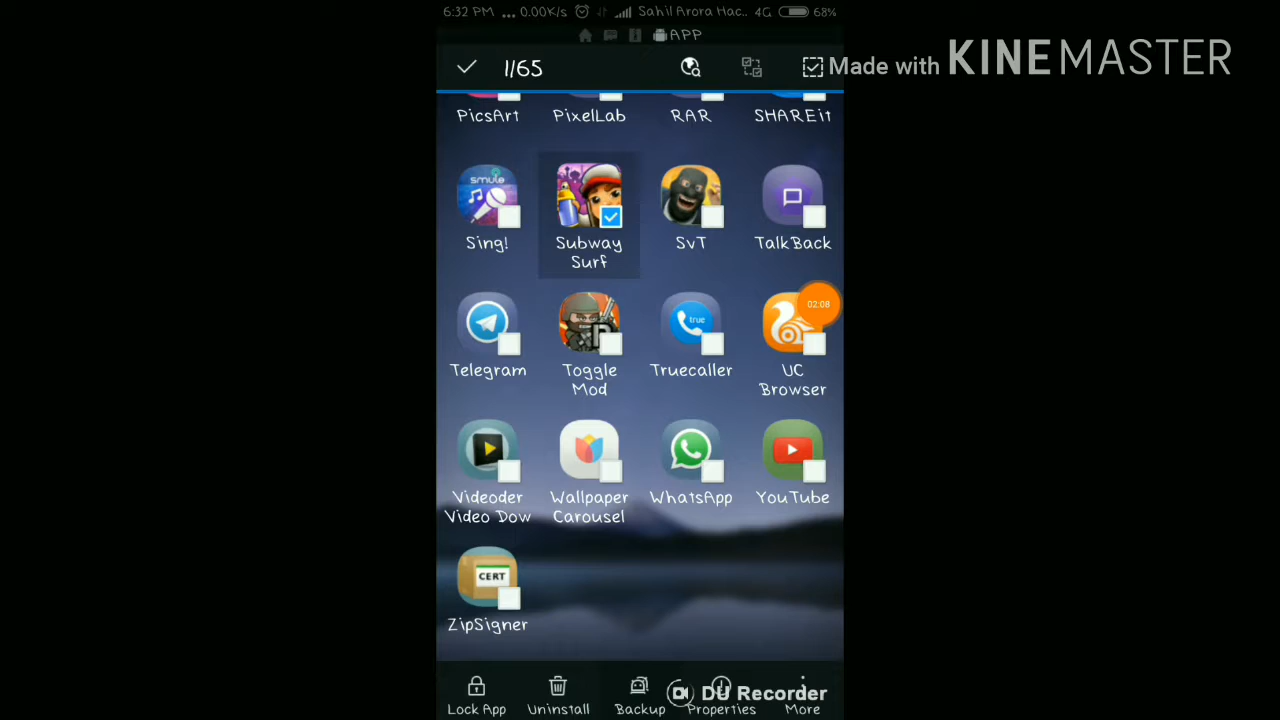 6:32 PM ... 0.00K/s Sahil Arora Hac.. 4G 68%
APP
1/65
Made with KINEMASTER
PicsArt PixelLab RAR SHAREit
smule
Sing! Subway Surf SvT TalkBack
true
02:08
Telegram Toggle Mod Truecaller UC Browser
Videoder Video Dow Wallpaper Carousel WhatsApp YouTube
CERT
ZipSigner
DU Recorder
Lock App Uninstall Backup Properties More